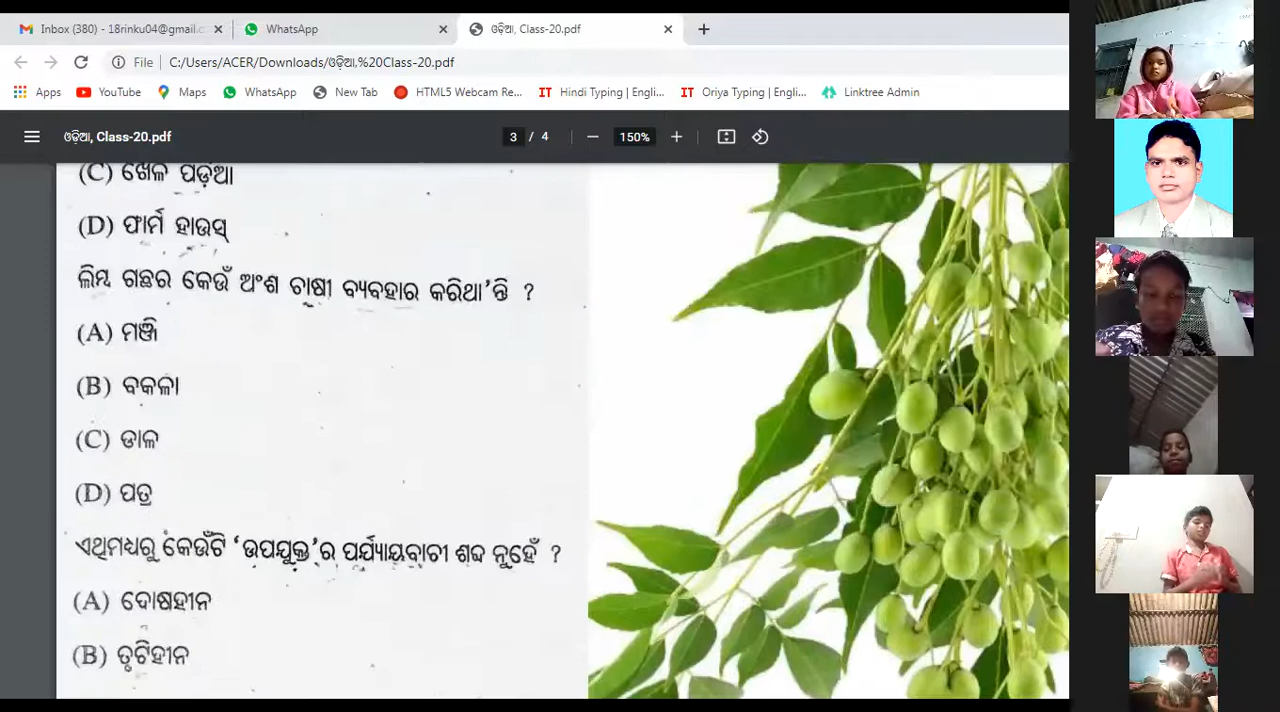 Inbox (380) - 18rinku04@gmail.c
WhatsApp
ଓଡ଼ିଆ, Class-20.pdf
File C:/Users/ACER/Downloads/ଓଡ଼ିଆ,%20Class-20.pdf
Apps YouTube Maps WhatsApp New Tab HTML5 Webcam Re... Hindi Typing | Engli... Oriya Typing | Engli... Linktree Admin
ଓଡ଼ିଆ, Class-20.pdf 3 / 4 150%
(C) ଖେଳ ପଡ଼ିଆ
(D) ଫାର୍ମ ହାଉସ୍
ଲିମ୍ବ ଗଛର କେଉଁ ଅଂଶ ଚାଷୀ ବ୍ୟବହାର କରିଥା'ନ୍ତି ?
(A) ମଞ୍ଜି
(B) ବକଳା
(C) ଡାଳ
(D) ପତ୍ର
ଏଥିମଧ୍ୟରୁ କେଉଁଟି 'ଉପଯୁକ୍ତ'ର ପର୍ଯ୍ୟାୟବାଚୀ ଶବ୍ଦ ନୁହେଁ ?
(A) ଦୋଷହୀନ
(B) ତୃଟିହୀନ